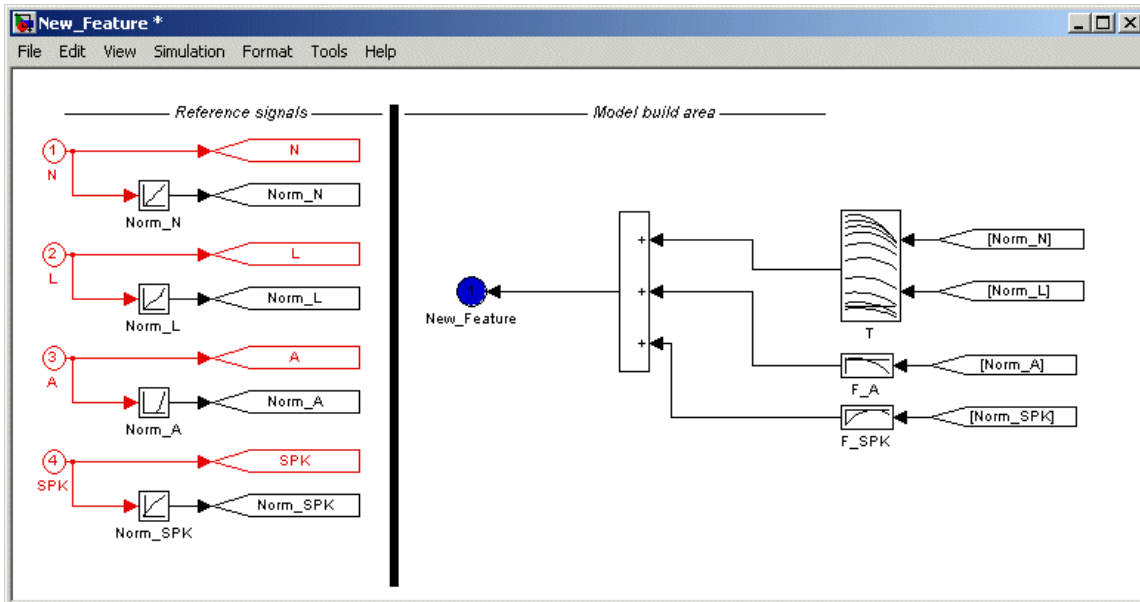 New_Feature *
File Edit View Simulation Format Tools Help
Reference signals
Model build area
1
N
N
Norm_N
Norm_N
2
L
L
Norm_L
Norm_L
3
A
A
Norm_A
Norm_A
4
SPK
SPK
Norm_SPK
Norm_SPK
1
New_Feature
+
+
+
T
[Norm_N]
[Norm_L]
F_A
[Norm_A]
F_SPK
[Norm_SPK]